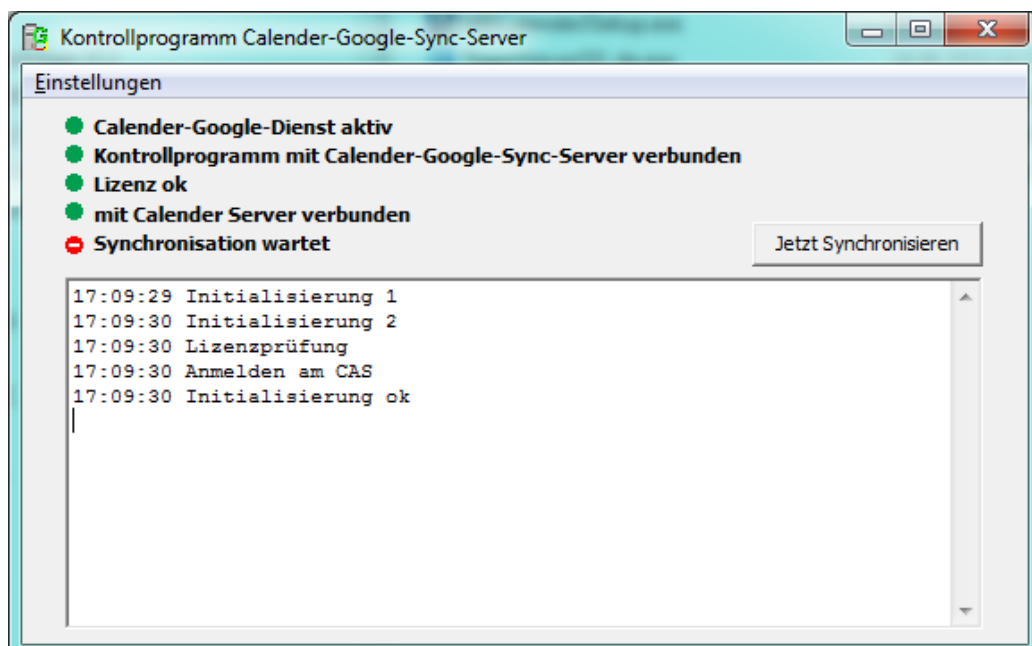 Kontrollprogramm Calender-Google-Sync-Server
Einstellungen
Calender-Google-Dienst aktiv
Kontrollprogramm mit Calender-Google-Sync-Server verbunden
Lizenz ok
mit Calender Server verbunden
Synchronisation wartet
Jetzt Synchronisieren
17:09:29 Initialisierung 1
17:09:30 Initialisierung 2
17:09:30 Lizenzprüfung
17:09:30 Anmelden am CAS
17:09:30 Initialisierung ok